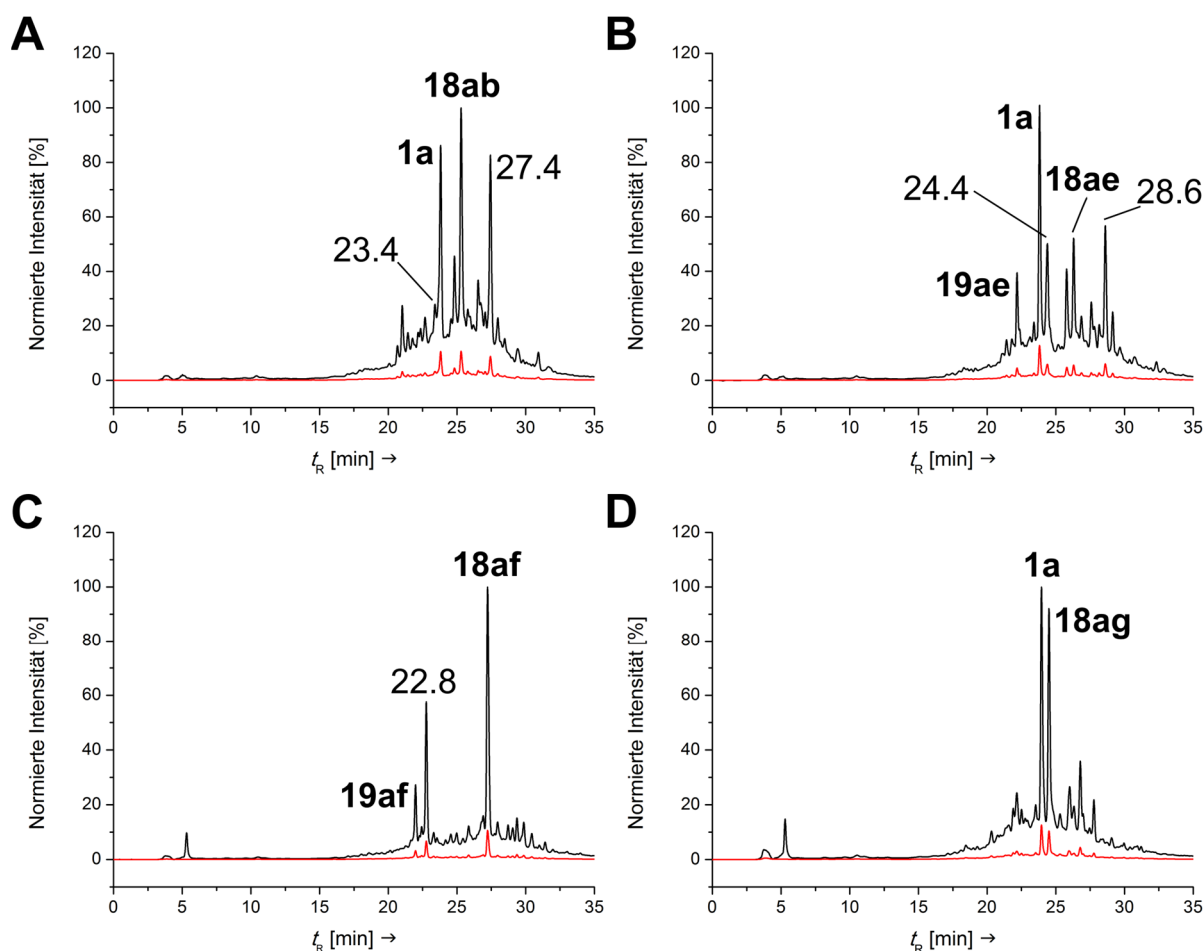 A
120
100
80
60
40
20
0
Normierte Intensität [%]
18ab
1a
27.4
23.4
0 5 10 15 20 25 30 35
tR [min] →
B
120
100
80
60
40
20
0
Normierte Intensität [%]
1a
18ae
24.4
28.6
19ae
0 5 10 15 20 25 30 35
tR [min] →
C
120
100
80
60
40
20
0
Normierte Intensität [%]
18af
22.8
19af
0 5 10 15 20 25 30 35
tR [min] →
D
120
100
80
60
40
20
0
Normierte Intensität [%]
1a
18ag
0 5 10 15 20 25 30 35
tR [min] →